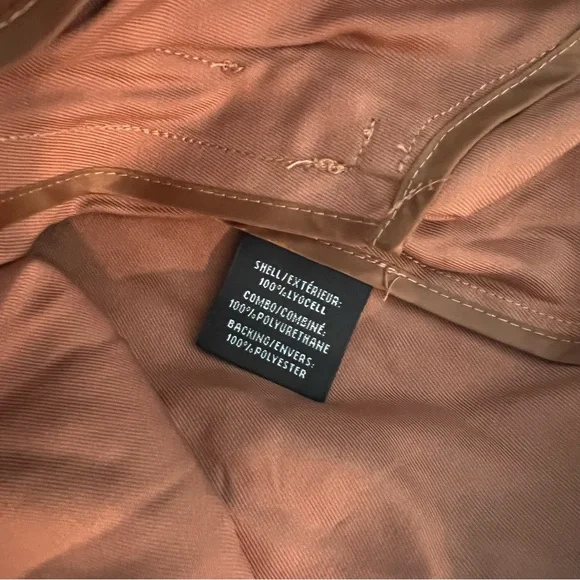 SHELL/EXTÉRIEUR:
100%LYOCELL
COMBO/COMBINÉ:
100%POLYURETHANE
BACKING/ENVERS:
100%POLYESTER